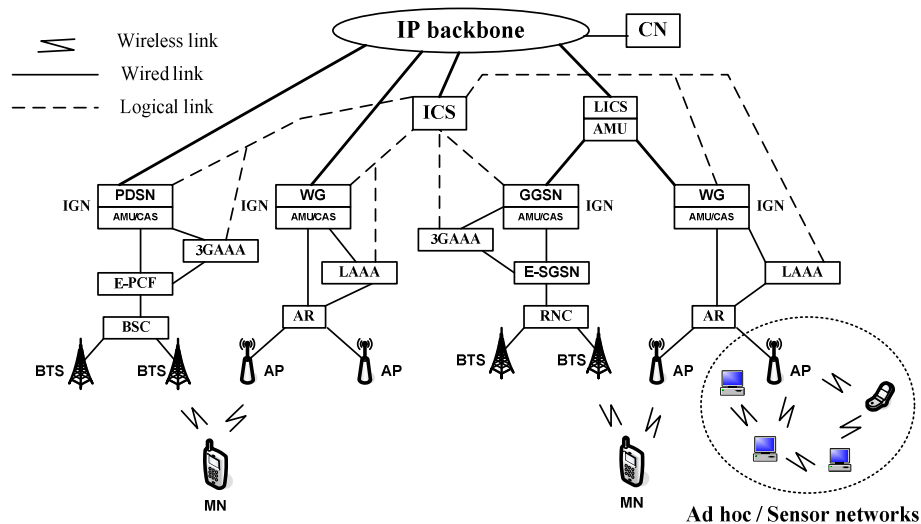 IP backbone
CN
Wireless link
Wired link
Logical link
ICS
LICS
AMU
IGN
PDSN
AMU/CAS
WG
AMU/CAS
IGN
GGSN
AMU/CAS
IGN
WG
AMU/CAS
IGN
3GAAA
3GAAA
LAAA
LAAA
E-PCF
E-SGSN
BSC
AR
RNC
AR
BTS
BTS
AP
AP
BTS
BTS
AP
AP
MN
MN
Ad hoc / Sensor networks